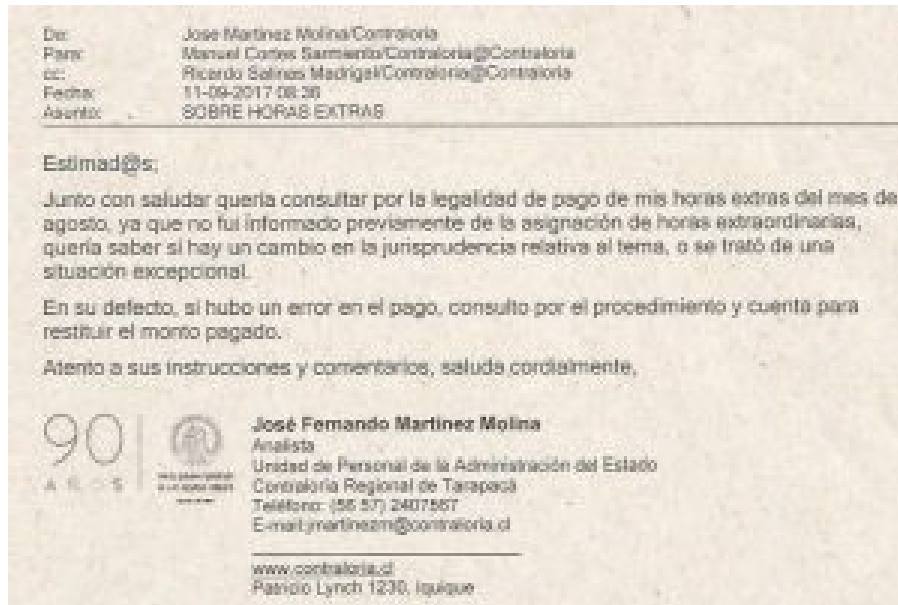 De: Jose Martinez Molina/Contraloria
Para: Manuel Cortes Sarmiento/Contraloria@Contraloria
cc: Ricardo Salinas Madrigal/Contraloria@Contraloria
Fecha: 11-09-2017 08:36
Asunto: SOBRE HORAS EXTRAS
Estimad@s;
Junto con saludar quería consultar por la legalidad de pago de mis horas extras del mes de
agosto, ya que no fui informado previamente de la asignación de horas extraordinarias,
quería saber si hay un cambio en la jurisprudencia relativa al tema, o se trató de una
situación excepcional.
En su defecto, si hubo un error en el pago, consulto por el procedimiento y cuenta para
restituir el monto pagado.
Atento a sus instrucciones y comentarios, saluda cordialmente,
90
AÑOS
José Fernando Martínez Molina
Analista
Unidad de Personal de la Administración del Estado
Contraloría Regional de Tarapacá
Teléfono: (56 57) 2407567
E-mail:jmartinezm@contraloria.cl
www.contraloria.cl
Patricio Lynch 1230, Iquique